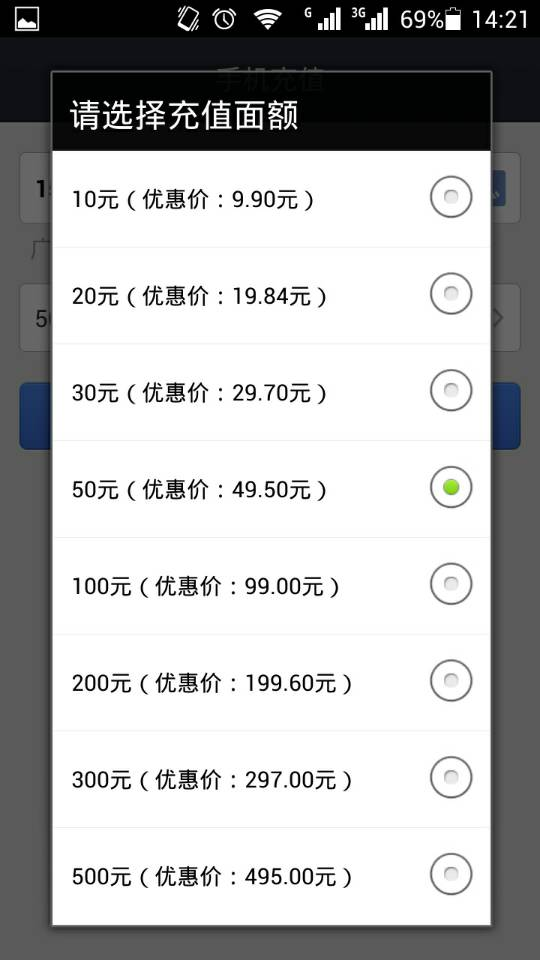 G 3G 69% 14:21
手机充值
请选择充值面额
10元（优惠价：9.90元）
20元（优惠价：19.84元）
30元（优惠价：29.70元）
50元（优惠价：49.50元）
100元（优惠价：99.00元）
200元（优惠价：199.60元）
300元（优惠价：297.00元）
500元（优惠价：495.00元）